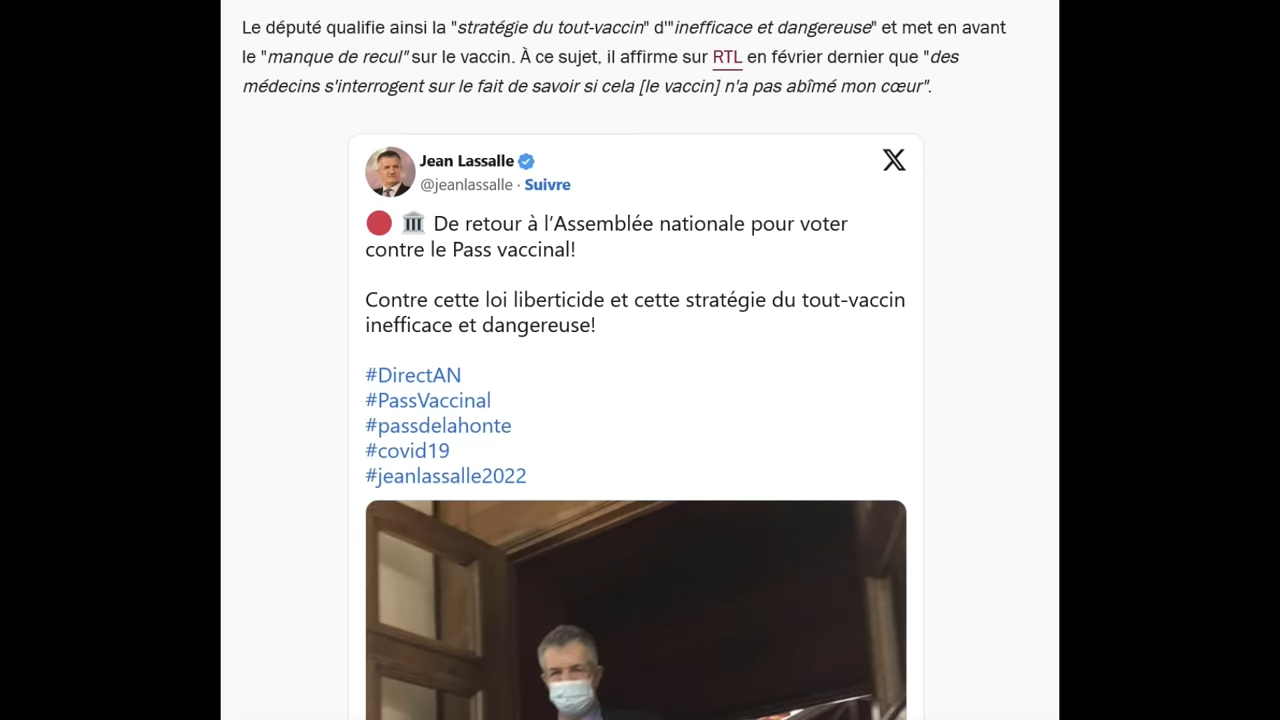 Le député qualifie ainsi la "stratégie du tout-vaccin" d'"inefficace et dangereuse" et met en avant
le "manque de recul" sur le vaccin. À ce sujet, il affirme sur RTL en février dernier que "des
médecins s'interrogent sur le fait de savoir si cela [le vaccin] n'a pas abîmé mon cœur".
Jean Lassalle
@jeanlassalle · Suivre
De retour à l’Assemblée nationale pour voter
contre le Pass vaccinal!
Contre cette loi liberticide et cette stratégie du tout-vaccin
inefficace et dangereuse!
#DirectAN
#PassVaccinal
#passdelahonte
#covid19
#jeanlassalle2022